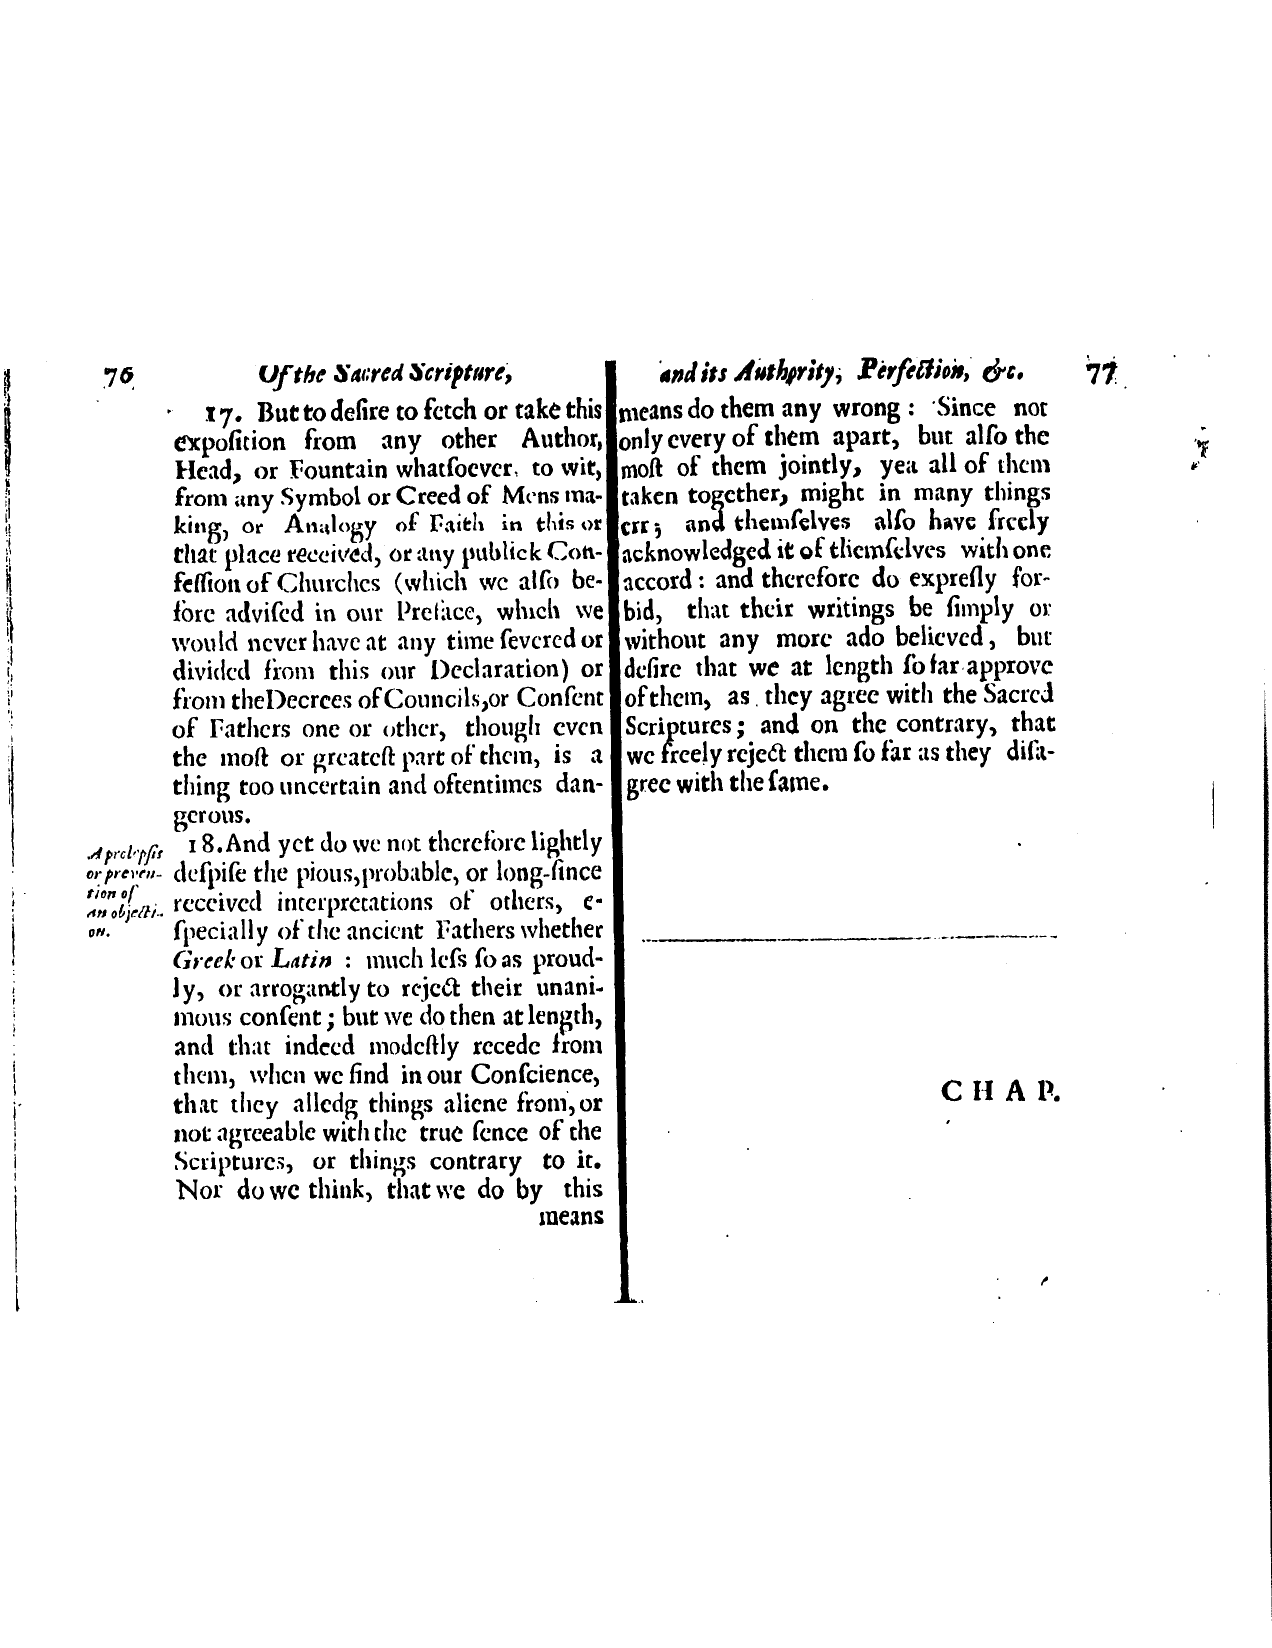 76 Of the Sacred Scripture,
17. But to deſire to fetch or take this
expoſition from any other Author,
Head, or Fountain whatſoever, to wit,
from any Symbol or Creed of Mens ma-
king, or Analogy of Faith in this or
that place received, or any publick Con-
feſſion of Churches (which we alſo be-
fore adviſed in our Preface, which we
would never have at any time ſevered or
divided from this our Declaration) or
from the Decrees of Councils, or Conſent
of Fathers one or other, though even
the moſt or greateſt part of them, is a
thing too uncertain and oftentimes dan-
gerous.
A prolepſis
or preven-
tion of
an objecti-
on.
18. And yet do we not therefore lightly
deſpiſe the pious, probable, or long-ſince
received interpretations of others, e-
ſpecially of the ancient Fathers whether
Greek or Latin : much leſs ſo as proud-
ly, or arrogantly to reject their unani-
mous conſent ; but we do then at length,
and that indeed modeſtly recede from
them, when we find in our Conſcience,
that they alledg things aliene from, or
not agreeable with the true ſence of the
Scriptures, or things contrary to it.
Nor do we think, that we do by this
means
and its Authority, Perfection, &c. 77
means do them any wrong : Since not
only every of them apart, but alſo the
moſt of them jointly, yea all of them
taken together, might in many things
err ; and themſelves alſo have freely
acknowledged it of themſelves with one
accord : and therefore do expreſly for-
bid, that their writings be ſimply or
without any more ado believed, but
deſire that we at length ſo far approve
of them, as they agree with the Sacred
Scriptures ; and on the contrary, that
we freely reject them ſo far as they diſa-
gree with the ſame.
CHAP.